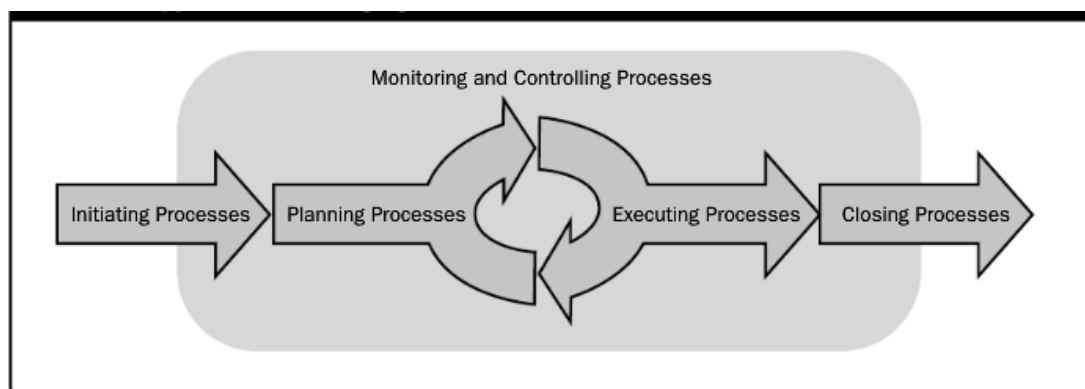 Monitoring and Controlling Processes
Initiating Processes
Planning Processes
Executing Processes
Closing Processes